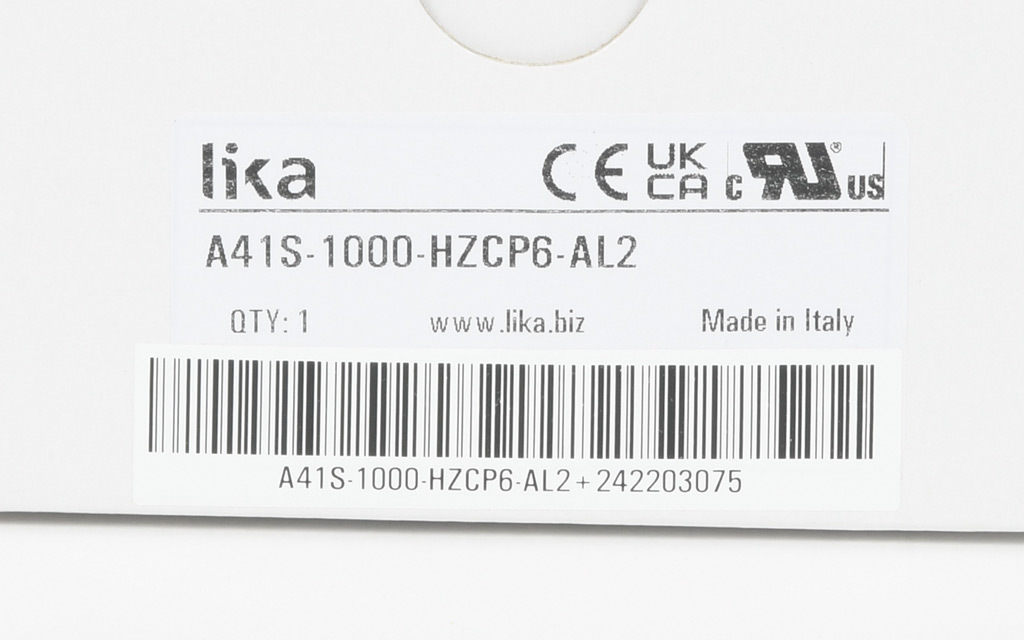 lika CE UK CA c RU ® US
A41S-1000-HZCP6-AL2
QTY: 1 www.lika.biz Made in Italy
A41S-1000-HZCP6-AL2+242203075